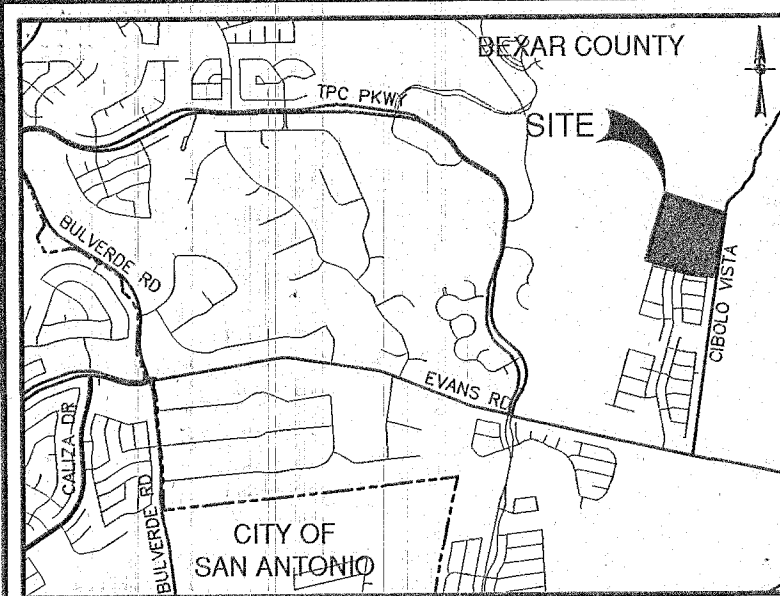 BEXAR COUNTY
TPC PKWY
SITE
BULVERDE RD
CIBOLO VISTA
EVANS RD
CALIZA DR
BULVERDE RD
CITY OF
SAN ANTONIO